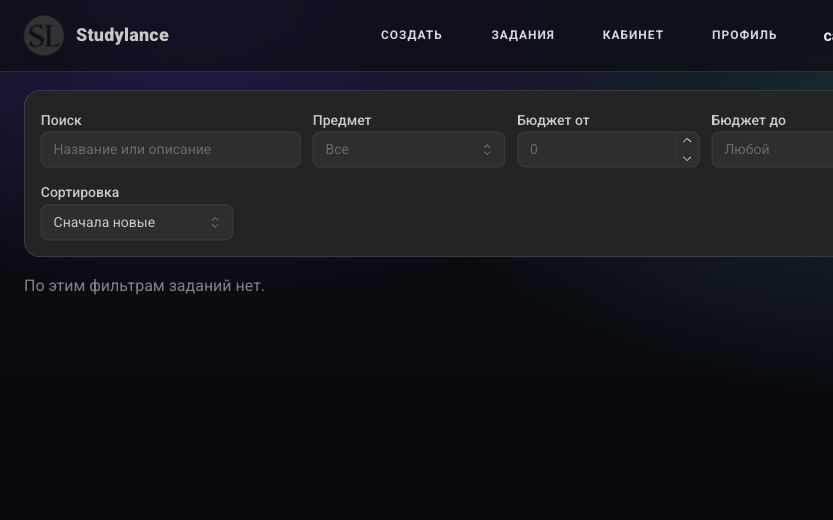 SL Studylance СОЗДАТЬ ЗАДАНИЯ КАБИНЕТ ПРОФИЛЬ
Поиск Предмет Бюджет от Бюджет до
Название или описание Все 0 Любой
Сортировка
Сначала новые
По этим фильтрам заданий нет.